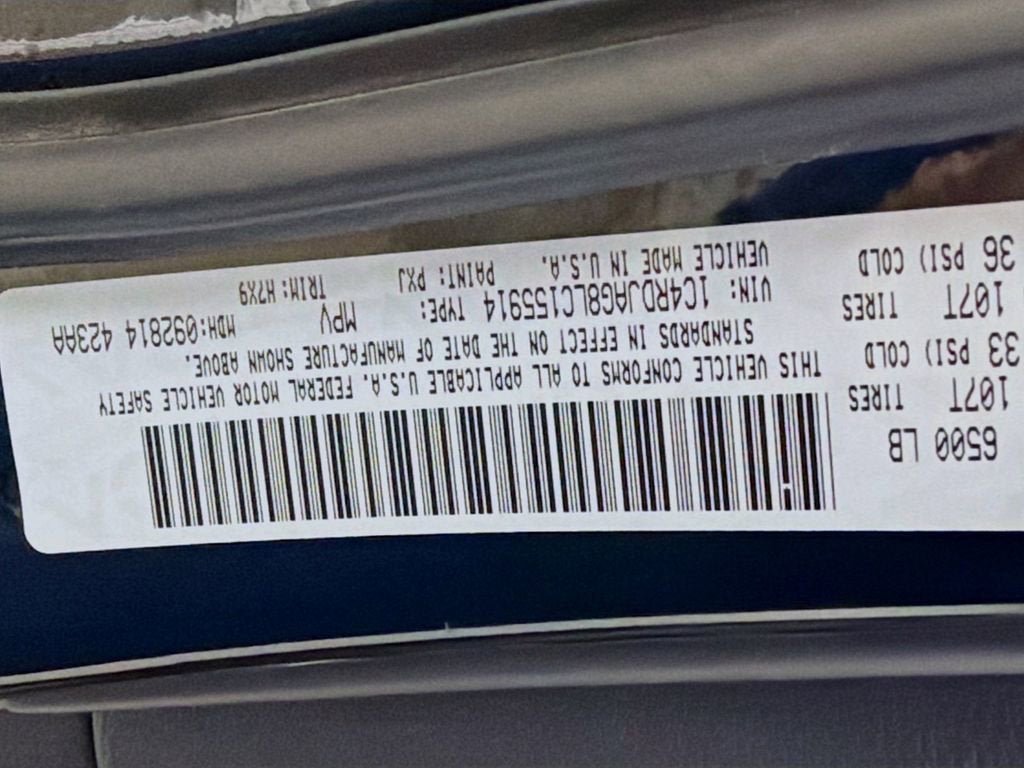 6500 LB
107T TIRES
33 PSI) COLD
107T TIRES
36 PSI) COLD
THIS VEHICLE CONFORMS TO ALL APPLICABLE U.S.A. FEDERAL MOTOR VEHICLE SAFETY
STANDARDS IN EFFECT ON THE DATE OF MANUFACTURE SHOWN ABOVE.
VIN: 1C4RDJAG8LC155914 TYPE: MPV MDH:092814 423AA
VEHICLE MADE IN U.S.A. PAINT: PXJ TRIM: H7X9